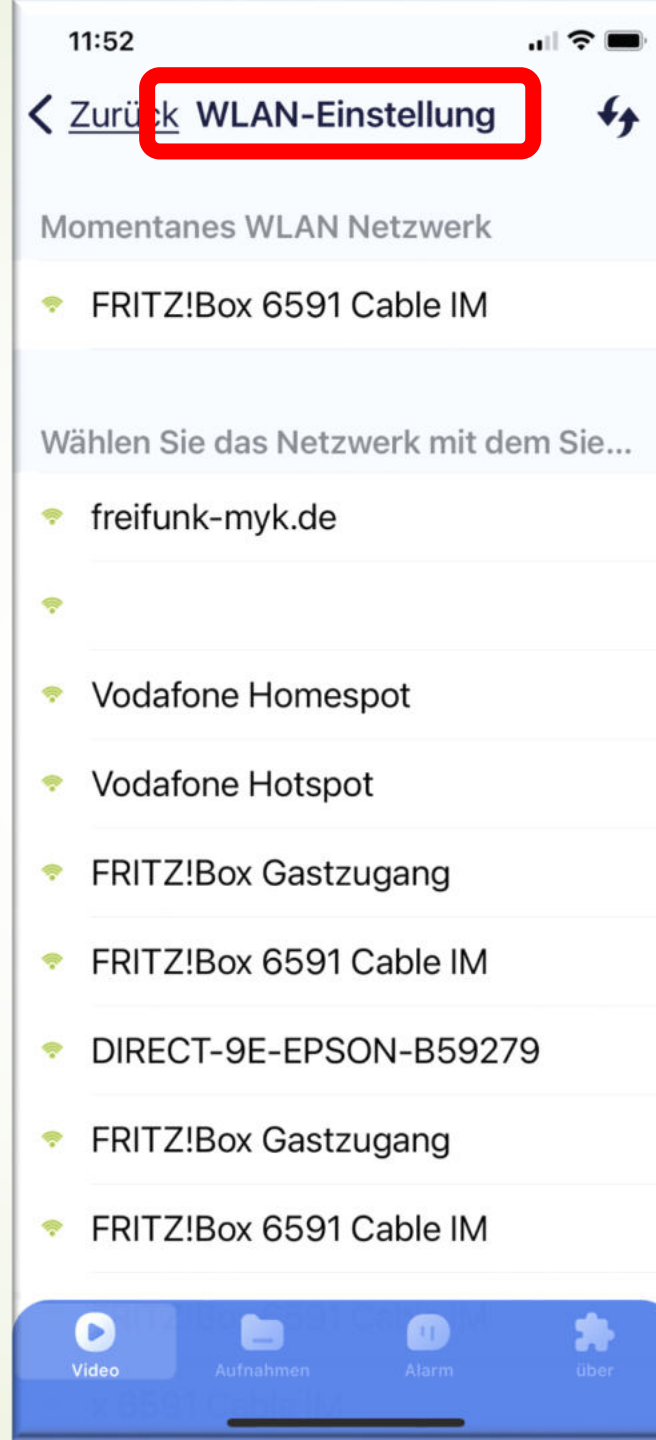 11:52
Zurück WLAN-Einstellung
Momentanes WLAN Netzwerk
FRITZ!Box 6591 Cable IM
Wählen Sie das Netzwerk mit dem Sie...
freifunk-myk.de
Vodafone Homespot
Vodafone Hotspot
FRITZ!Box Gastzugang
FRITZ!Box 6591 Cable IM
DIRECT-9E-EPSON-B59279
FRITZ!Box Gastzugang
FRITZ!Box 6591 Cable IM
Video Aufnahmen Alarm über